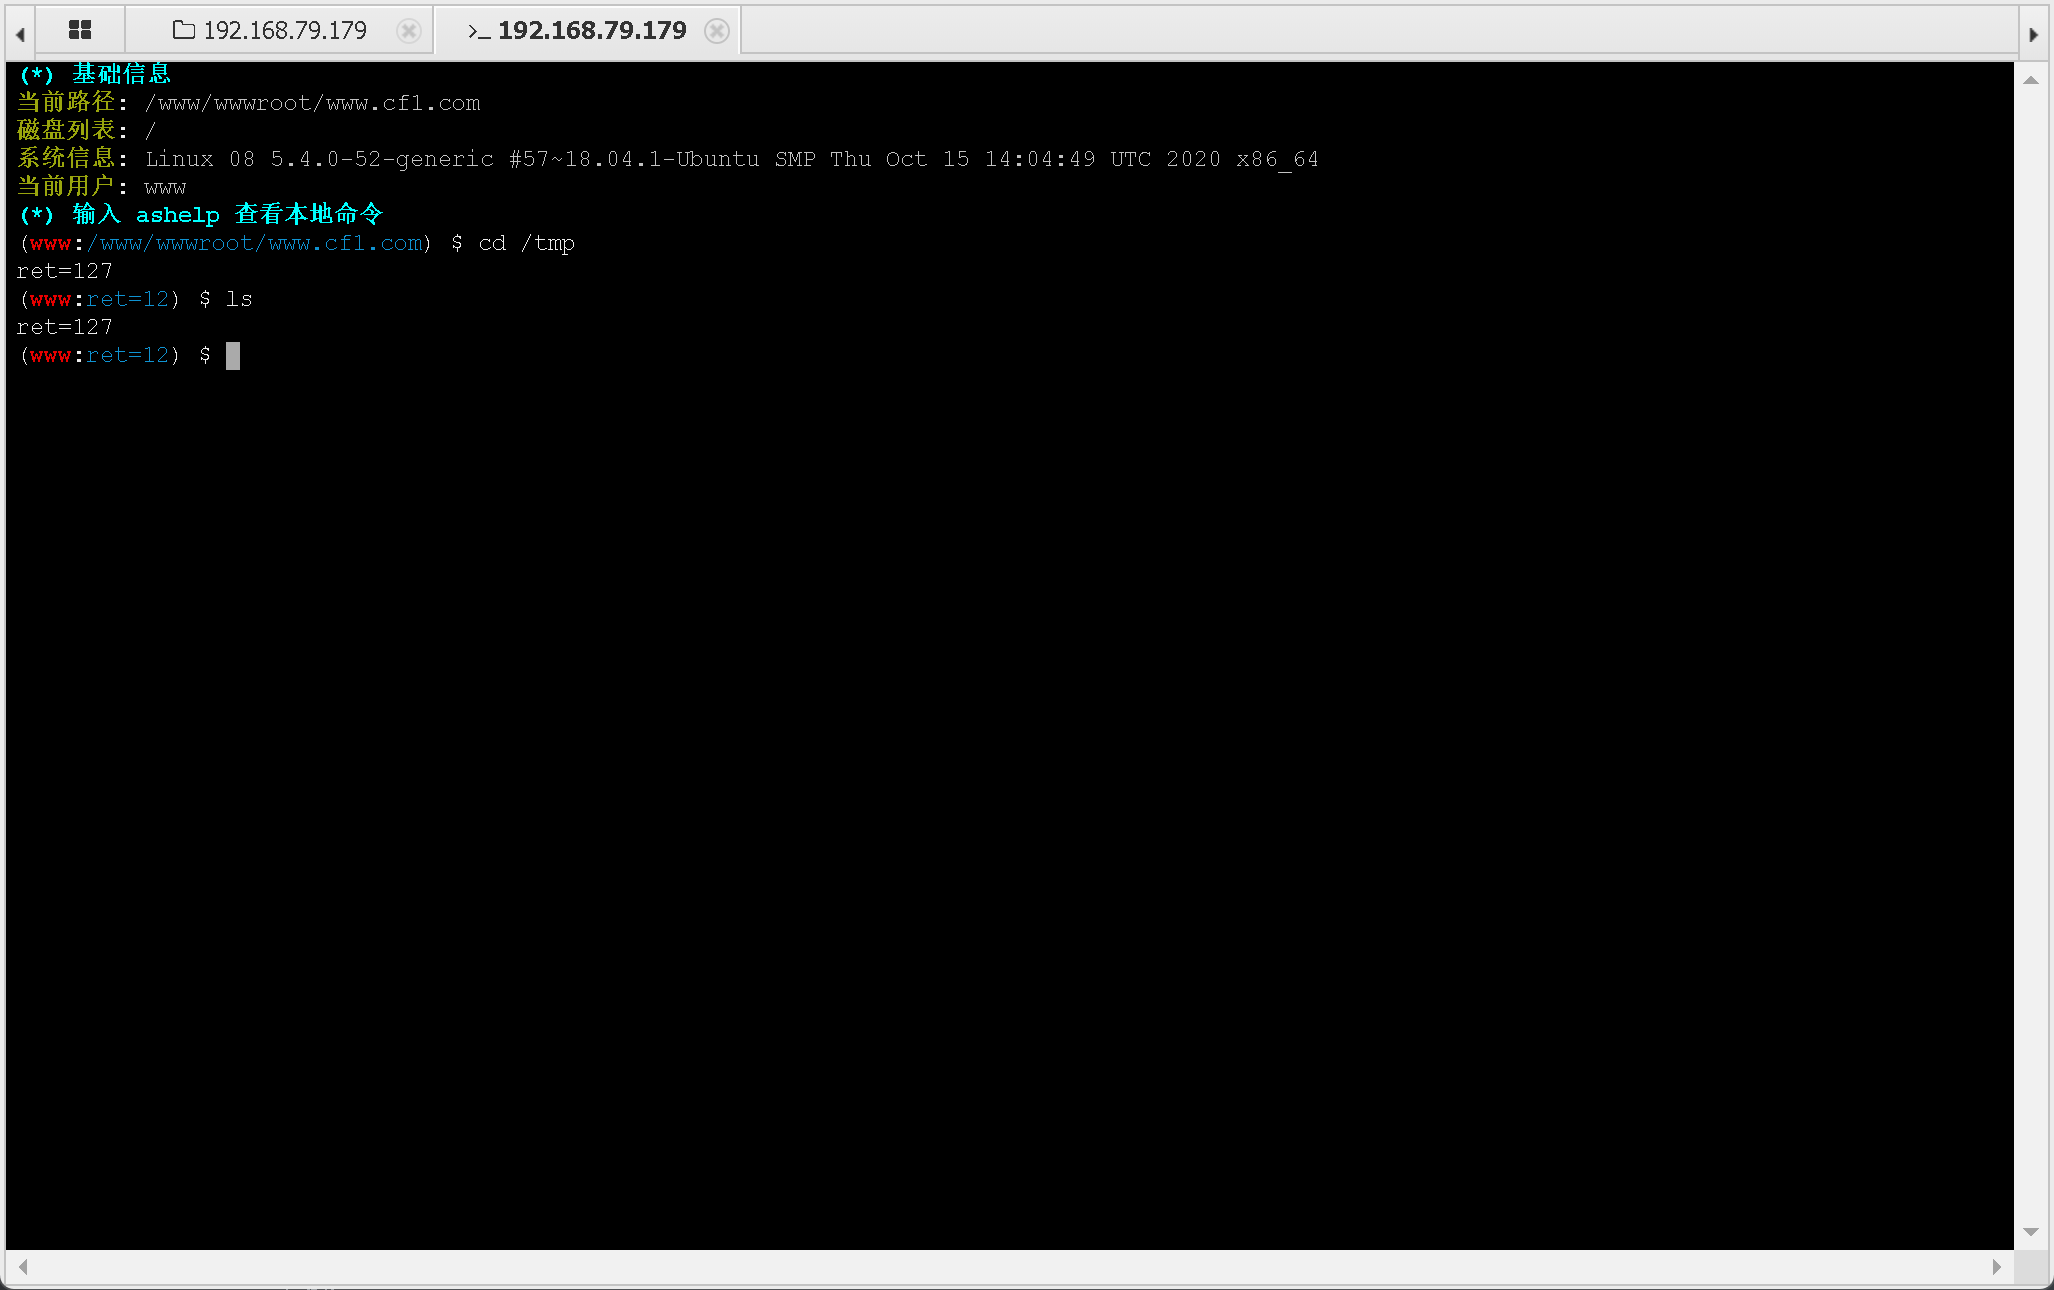 192.168.79.179 >_ 192.168.79.179
(*) 基础信息
当前路径: /www/wwwroot/www.cf1.com
磁盘列表: /
系统信息: Linux 08 5.4.0-52-generic #57~18.04.1-Ubuntu SMP Thu Oct 15 14:04:49 UTC 2020 x86_64
当前用户: www
(*) 输入 ashelp 查看本地命令
(www:/www/wwwroot/www.cf1.com) $ cd /tmp
ret=127
(www:ret=12) $ ls
ret=127
(www:ret=12) $